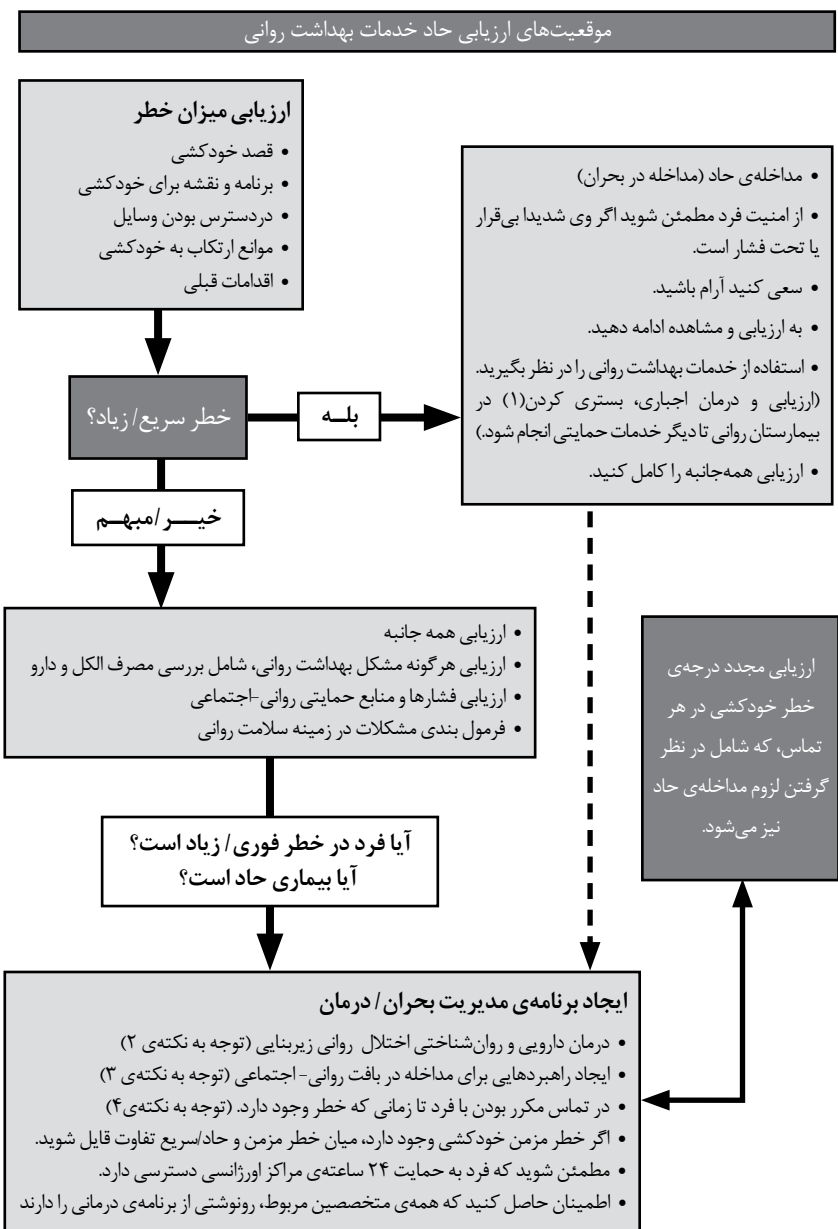 موقعیت‌های ارزیابی حاد خدمات بهداشت روانی
ارزیابی میزان خطر
• قصد خودکشی
• برنامه و نقشه برای خودکشی
• دردسترس بودن وسایل
• موانع ارتکاب به خودکشی
• اقدامات قبلی
• مداخله‌ی حاد (مداخله در بحران)
• از امنیت فرد مطمئن شوید اگر وی شدیدا بی‌قرار
یا تحت فشار است.
• سعی کنید آرام باشید.
• به ارزیابی و مشاهده ادامه دهید.
• استفاده از خدمات بهداشت روانی را در نظر بگیرید.
(ارزیابی و درمان اجباری، بستری کردن(۱) در
بیمارستان روانی تا دیگر خدمات حمایتی انجام شود.)
• ارزیابی همه‌جانبه را کامل کنید.
خطر سریع/ زیاد؟
بلــه
خیــــر/مبهــم
• ارزیابی همه جانبه
• ارزیابی هرگونه مشکل بهداشت روانی، شامل بررسی مصرف الکل و دارو
• ارزیابی فشارها و منابع حمایتی روانی-اجتماعی
• فرمول بندی مشکلات در زمینه سلامت روانی
ارزیابی مجدد درجه‌ی
خطر خودکشی در هر
تماس، که شامل در نظر
گرفتن لزوم مداخله‌ی حاد
نیز می‌شود.
آیا فرد در خطر فوری/ زیاد است؟
آیا بیماری حاد است؟
ایجاد برنامه‌ی مدیریت بحران/ درمان
• درمان دارویی و روان‌شناختی اختلال روانی زیربنایی (توجه به نکته‌ی ۲)
• ایجاد راهبردهایی برای مداخله در بافت روانی- اجتماعی (توجه به نکته‌ی ۳)
• در تماس مکرر بودن با فرد تا زمانی که خطر وجود دارد. (توجه به نکته‌ی۴)
• اگر خطر مزمن خودکشی وجود دارد، میان خطر مزمن و حاد/سریع تفاوت قایل شوید.
• مطمئن شوید که فرد به حمایت ۲۴ ساعته‌ی مراکز اورژانسی دسترسی دارد.
• اطمینان حاصل کنید که همه‌ی متخصصین مربوط، رونوشتی از برنامه‌ی درمانی را دارند